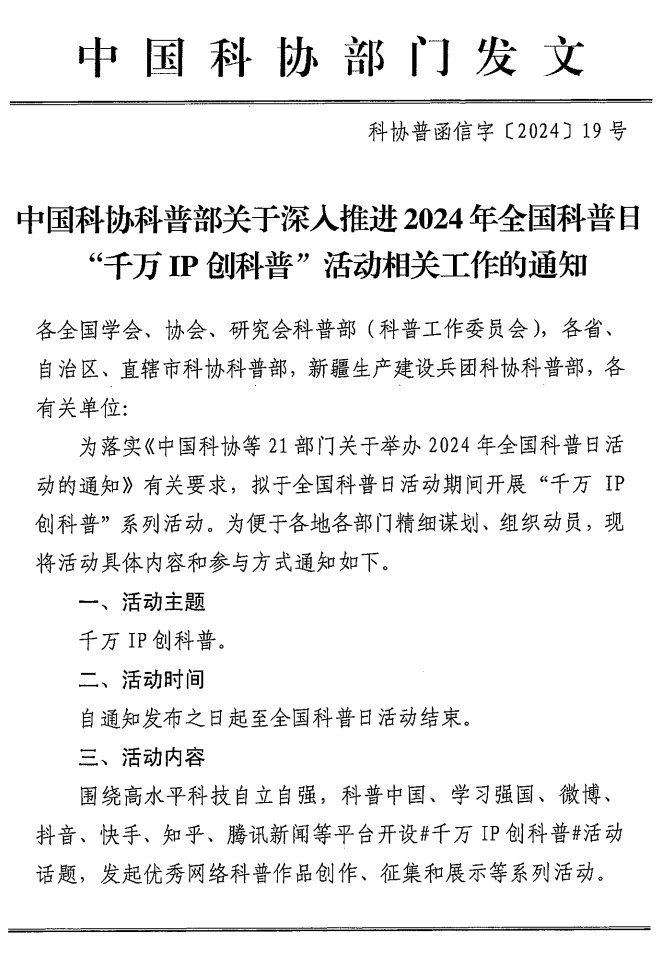 中国科协部门发文
科协普函信字〔2024〕19号
中国科协科普部关于深入推进2024年全国科普日
“千万IP创科普”活动相关工作的通知
各全国学会、协会、研究会科普部（科普工作委员会），各省、
自治区、直辖市科协科普部，新疆生产建设兵团科协科普部，各
有关单位：
为落实《中国科协等21部门关于举办2024年全国科普日活
动的通知》有关要求，拟于全国科普日活动期间开展“千万 IP
创科普”系列活动。为便于各地各部门精细谋划、组织动员，现
将活动具体内容和参与方式通知如下。
一、活动主题
千万IP创科普。
二、活动时间
自通知发布之日起至全国科普日活动结束。
三、活动内容
围绕高水平科技自立自强，科普中国、学习强国、微博、
抖音、快手、知乎、腾讯新闻等平台开设#千万IP创科普#活动
话题，发起优秀网络科普作品创作、征集和展示等系列活动。